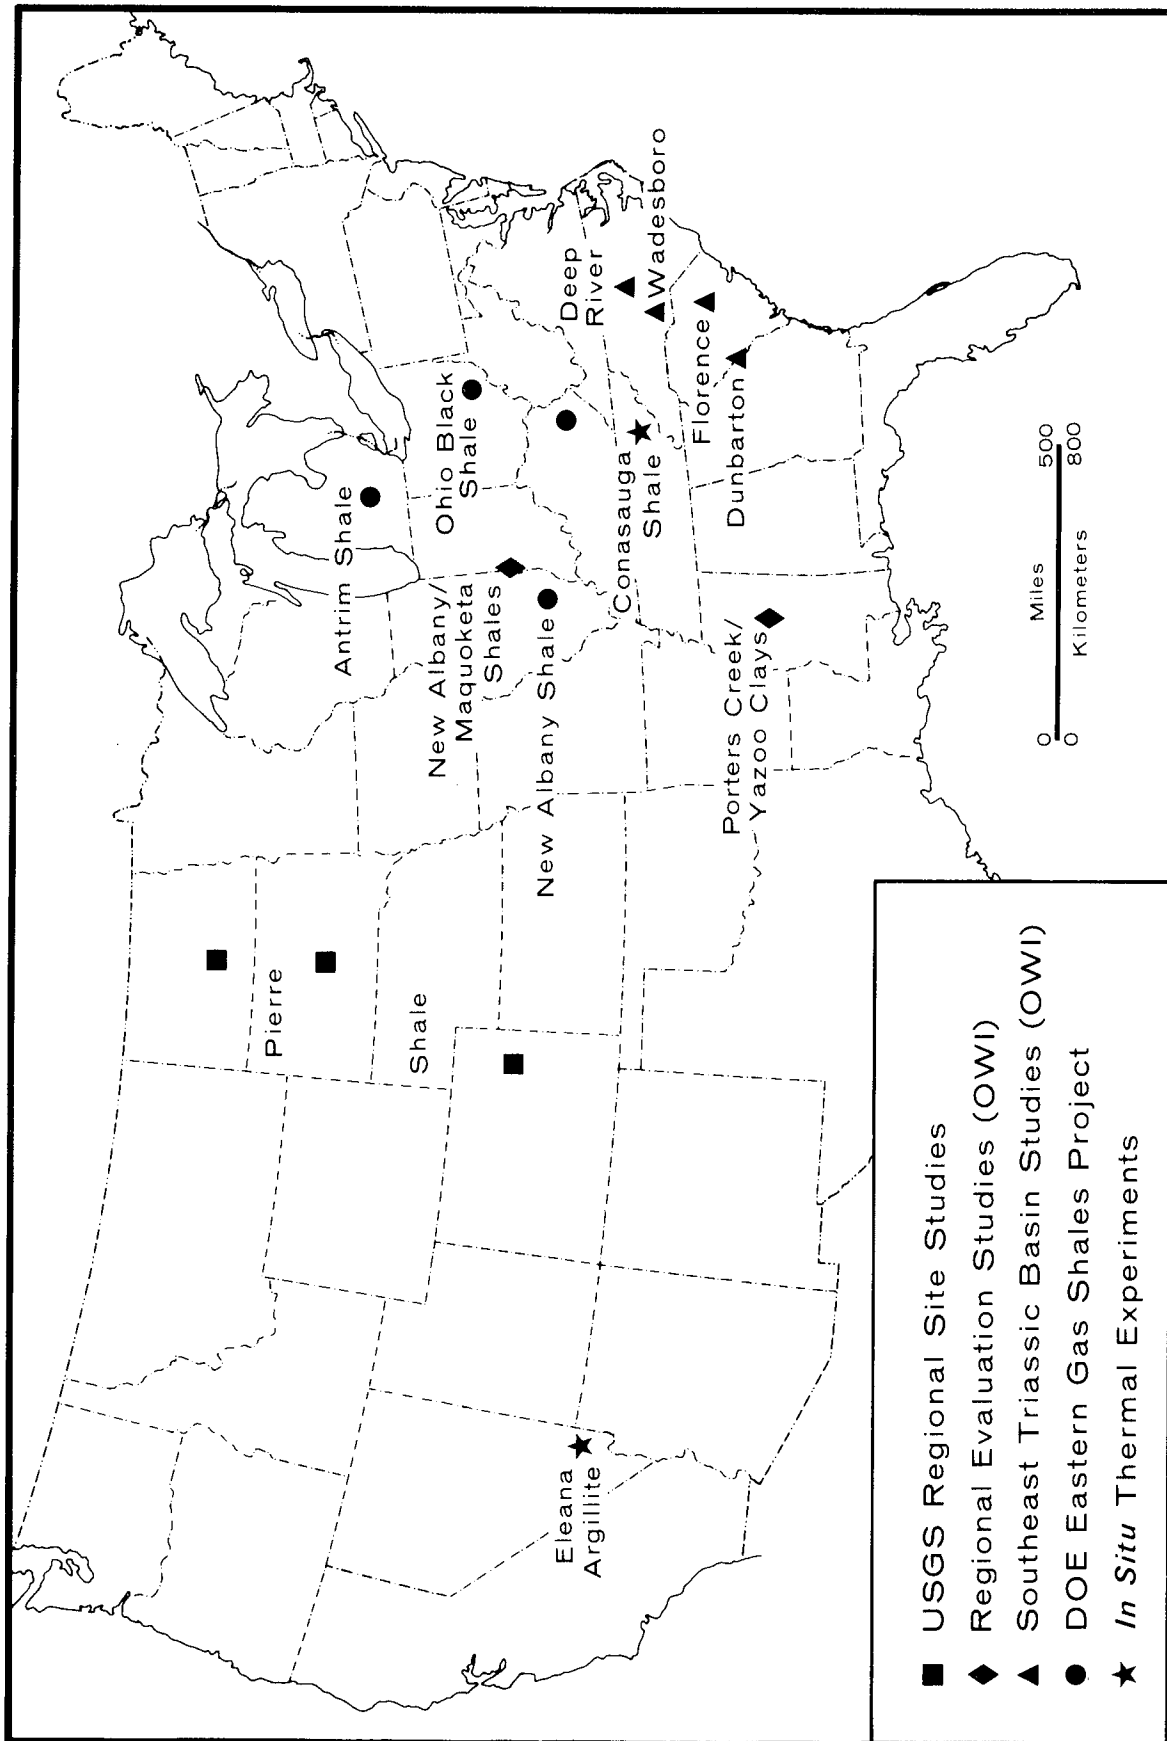 Antrim Shale
Ohio Black
Shale
New Albany/
Maquoketa
Shales
New Albany Shale
Pierre
Shale
Deep
River
Wadesboro
Florence
Dunbarton
Conasauga
Shale
Porters Creek/
Yazoo Clays
Eleana
Argillite
0 Miles 500
0 Kilometers 800
USGS Regional Site Studies
Regional Evaluation Studies (OWI)
Southeast Triassic Basin Studies (OWI)
DOE Eastern Gas Shales Project
In Situ Thermal Experiments